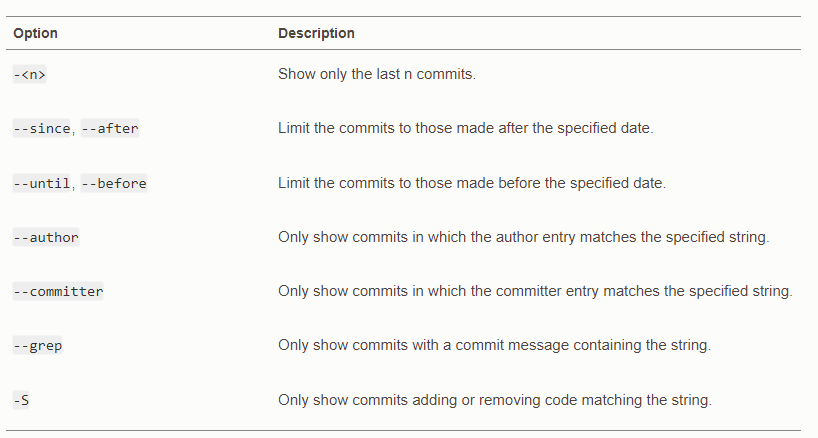 Option Description
-<n> Show only the last n commits.
--since, --after Limit the commits to those made after the specified date.
--until, --before Limit the commits to those made before the specified date.
--author Only show commits in which the author entry matches the specified string.
--committer Only show commits in which the committer entry matches the specified string.
--grep Only show commits with a commit message containing the string.
-S Only show commits adding or removing code matching the string.